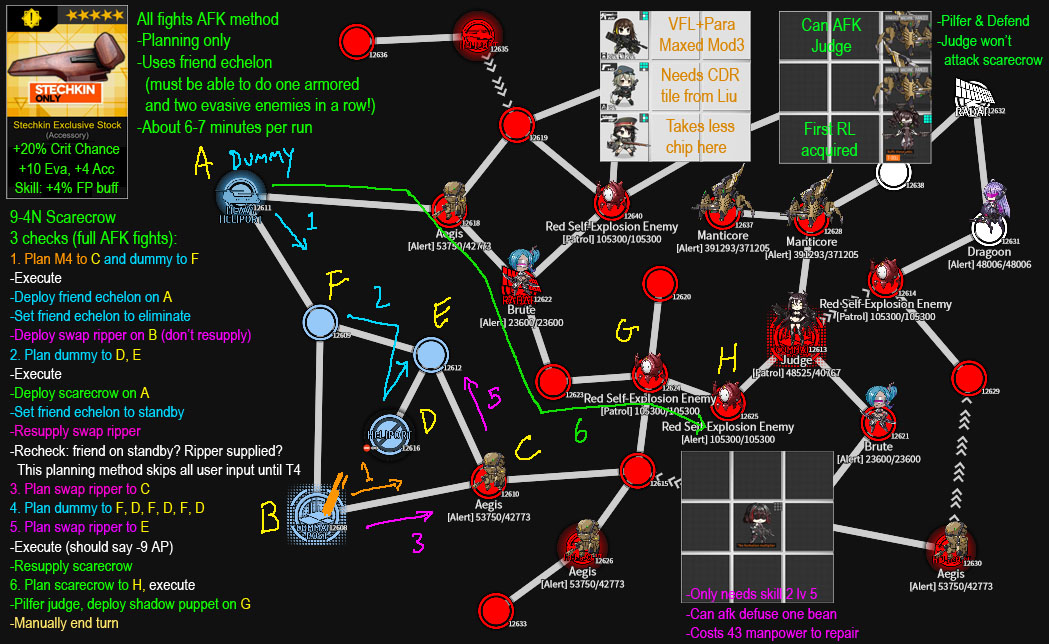 STECHKIN
ONLY
Stechkin Exclusive Stock
(Accessory)
+20% Crit Chance
+10 Eva, +4 Acc
Skill: +4% FP buff
All fights AFK method
-Planning only
-Uses friend echelon
(must be able to do one armored
and two evasive enemies in a row!)
-About 6-7 minutes per run
9-4N Scarecrow
3 checks (full AFK fights):
1. Plan M4 to C and dummy to F
-Execute
-Deploy friend echelon on A
-Set friend echelon to eliminate
-Deploy swap ripper on B (don't resupply)
2. Plan dummy to D, E
-Execute
-Deploy scarecrow on A
-Set friend echelon to standby
-Resupply swap ripper
-Recheck: friend on standby? Ripper supplied?
This planning method skips all user input until T4
3. Plan swap ripper to C
4. Plan dummy to F, D, F, D, F, D
5. Plan swap ripper to E
-Execute (should say -9 AP)
-Resupply scarecrow
6. Plan scarecrow to H, execute
-Pilfer judge, deploy shadow puppet on G
-Manually end turn
VFL+Para
Maxed Mod3
Needs CDR
tile from Liu
Takes less
chip here
Can AFK
Judge
First RL
acquired
-Pilfer & Defend
-Judge won't
attack scarecrow
-Only needs skill 2 lv 5
-Can afk defuse one bean
-Costs 43 manpower to repair
A
DUMMY
1
F
2
E
D
C
B
1
3
5
6
G
H
12636
12635
12619
HEAVY
HELIPORT
12611
12618
Aegis
[Alert] 53750/42773
12640
Red Self-Explosion Enemy
[Patrol] 105300/105300
12637
Manticore
[Alert] 391293/371205
12628
Manticore
[Alert] 391293/371205
12638
RADAR
12632
12631
Dragoon
[Alert] 48006/48006
12622
Brute
[Alert] 23600/23600
12620
12614
Red Self-Explosion Enemy
[Patrol] 105300/105300
12609
12612
12613
Judge
[Patrol] 48525/40767
12623
12624
Red Self-Explosion Enemy
[Patrol] 105300/105300
12625
Red Self-Explosion Enemy
[Alert] 105300/105300
12629
12621
Brute
[Alert] 23600/23600
HELIPORT
12616
12610
Aegis
[Alert] 53750/42773
12615
12608
12626
Aegis
[Alert] 53750/42773
12630
Aegis
[Alert] 53750/42773
12633